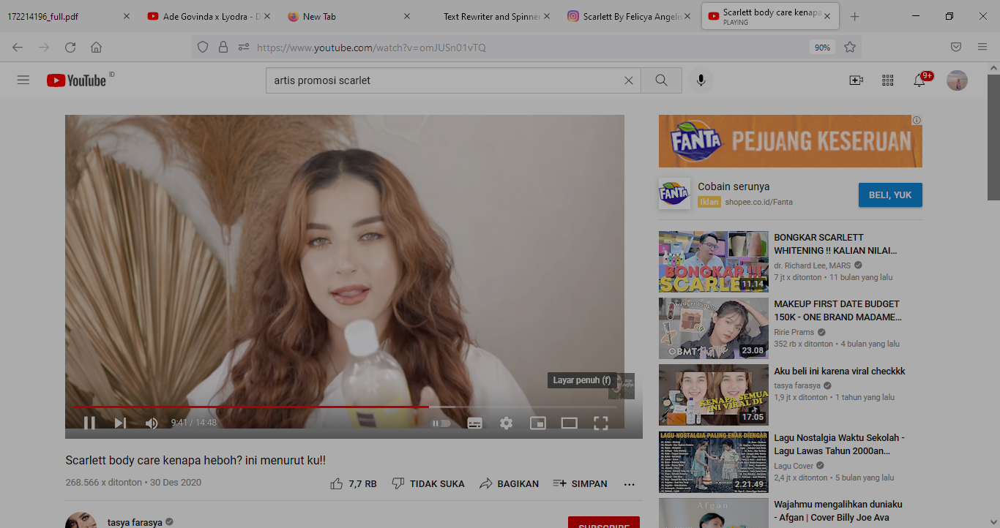 172214196_full.pdf
Ade Govinda x Lyodra - D
New Tab
Text Rewriter and Spinner
Scarlett By Felicya Angelis
Scarlett body care kenapa
PLAYING
https://www.youtube.com/watch?v=omJUSn01vTQ
90%
YouTube ID
artis promosi scarlet
9+
FANTA PEJUANG KESERUAN
FANTA
Cobain serunya
Iklan shopee.co.id/Fanta
BELI, YUK
BONGKAR!!!
SCARLE
11.14
BONGKAR SCARLETT
WHITENING !! KALIAN NILAI...
dr. Richard Lee, MARS
7 jt x ditonton • 11 bulan yang lalu
OBMT
23.08
MAKEUP FIRST DATE BUDGET
150K - ONE BRAND MADAME...
Ririe Prams
352 rb x ditonton • 4 bulan yang lalu
KENAPA SEMUA
INI VIRAL DI
17.05
Aku beli ini karena viral checkkk
tasya farasya
1,9 jt x ditonton • 1 tahun yang lalu
LAGU NOSTALGIA PALING ENAK DIENGAR
2.21.49
Lagu Nostalgia Waktu Sekolah -
Lagu Lawas Tahun 2000an...
Lagu Cover
2,4 jt x ditonton • 5 bulan yang lalu
Afgan
Wajahmu mengalihkan duniaku
- Afgan | Cover Billy Joe Ava
Layar penuh (f)
9:41 / 14:48
Scarlett body care kenapa heboh? ini menurut ku!!
268.566 x ditonton • 30 Des 2020
7,7 RB
TIDAK SUKA
BAGIKAN
SIMPAN
tasya farasya
SUBSCRIBE